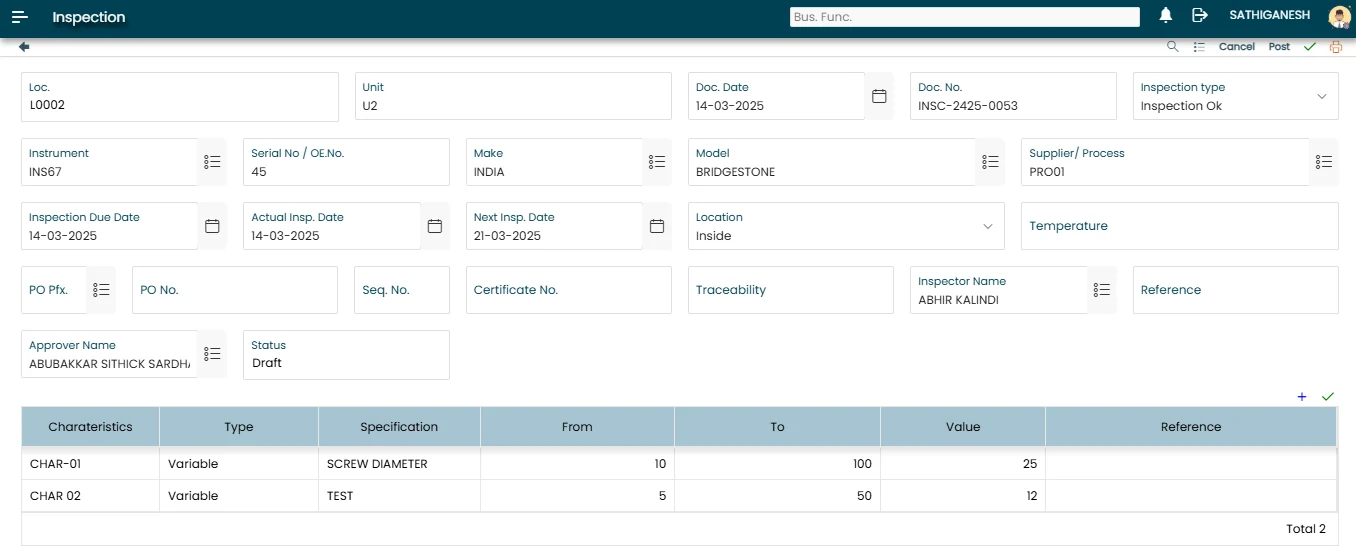 Inspection
Bus. Func.
SATHIGANESH
Cancel Post
Loc.
L0002
Unit
U2
Doc. Date
14-03-2025
Doc. No.
INSC-2425-0053
Inspection type
Inspection Ok
Instrument
INS67
Serial No / OE.No.
45
Make
INDIA
Model
BRIDGESTONE
Supplier/ Process
PRO01
Inspection Due Date
14-03-2025
Actual Insp. Date
14-03-2025
Next Insp. Date
21-03-2025
Location
Inside
Temperature
PO Pfx.
PO No.
Seq. No.
Certificate No.
Traceability
Inspector Name
ABHIR KALINDI
Reference
Approver Name
ABUBAKKAR SITHICK SARDHA
Status
Draft
Charateristics Type Specification From To Value Reference
CHAR-01 Variable SCREW DIAMETER 10 100 25
CHAR 02 Variable TEST 5 50 12
Total 2